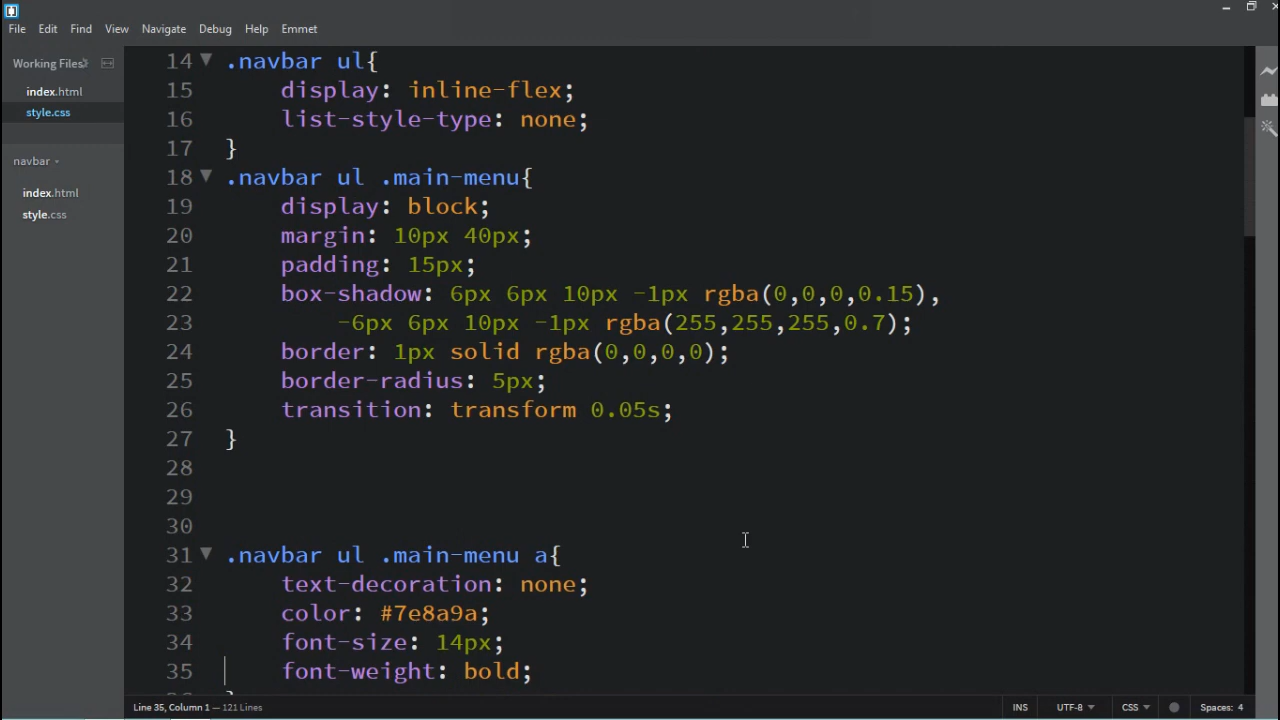 File Edit Find View Navigate Debug Help Emmet
Working Files
index.html
style.css
navbar
index.html
style.css
14 .navbar ul{
15 display: inline-flex;
16 list-style-type: none;
17 }
18 .navbar ul .main-menu{
19 display: block;
20 margin: 10px 40px;
21 padding: 15px;
22 box-shadow: 6px 6px 10px -1px rgba(0,0,0,0.15),
23 -6px 6px 10px -1px rgba(255,255,255,0.7);
24 border: 1px solid rgba(0,0,0,0);
25 border-radius: 5px;
26 transition: transform 0.05s;
27 }
28
29
30
31 .navbar ul .main-menu a{
32 text-decoration: none;
33 color: #7e8a9a;
34 font-size: 14px;
35 font-weight: bold;
Line 35, Column 1 — 121 Lines INS UTF-8 CSS Spaces: 4